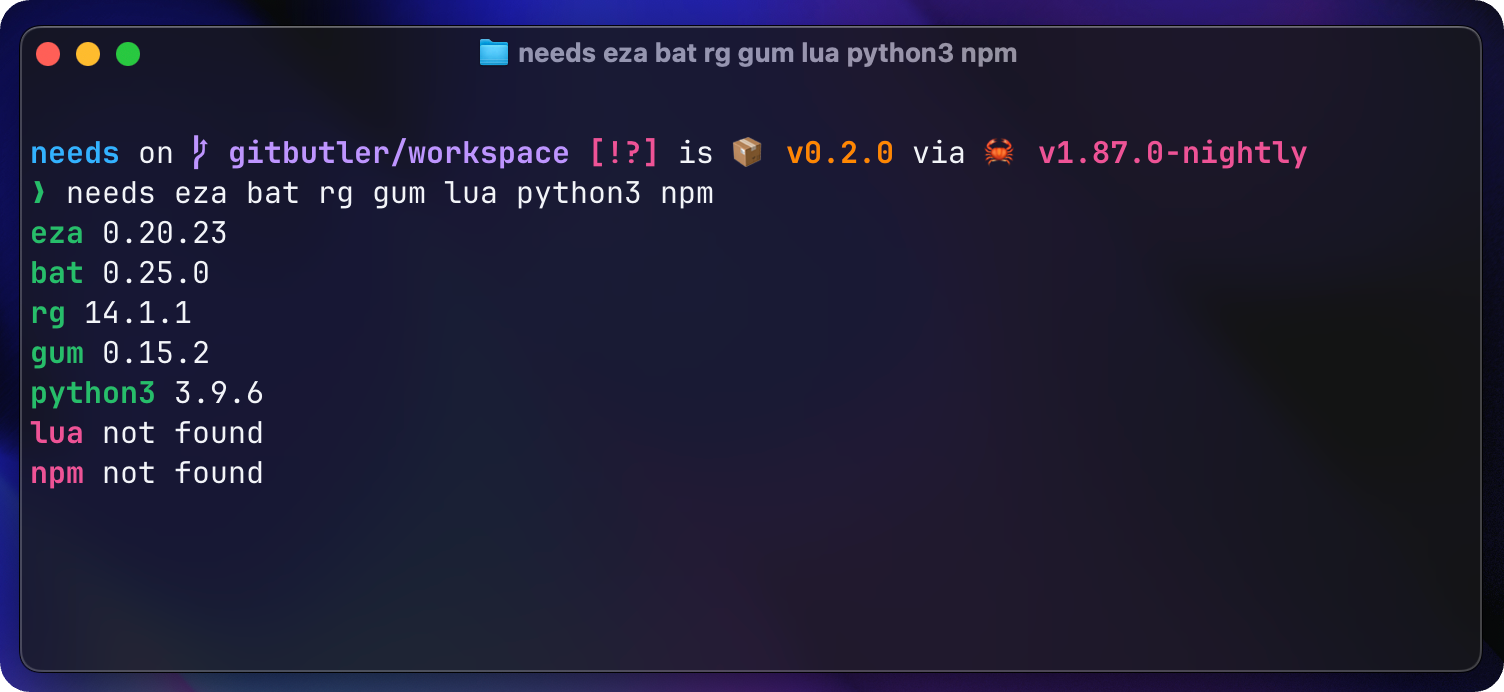 needs eza bat rg gum lua python3 npm
needs on gitbutler/workspace [!?] is 📦 v0.2.0 via 🦀 v1.87.0-nightly
❯ needs eza bat rg gum lua python3 npm
eza 0.20.23
bat 0.25.0
rg 14.1.1
gum 0.15.2
python3 3.9.6
lua not found
npm not found